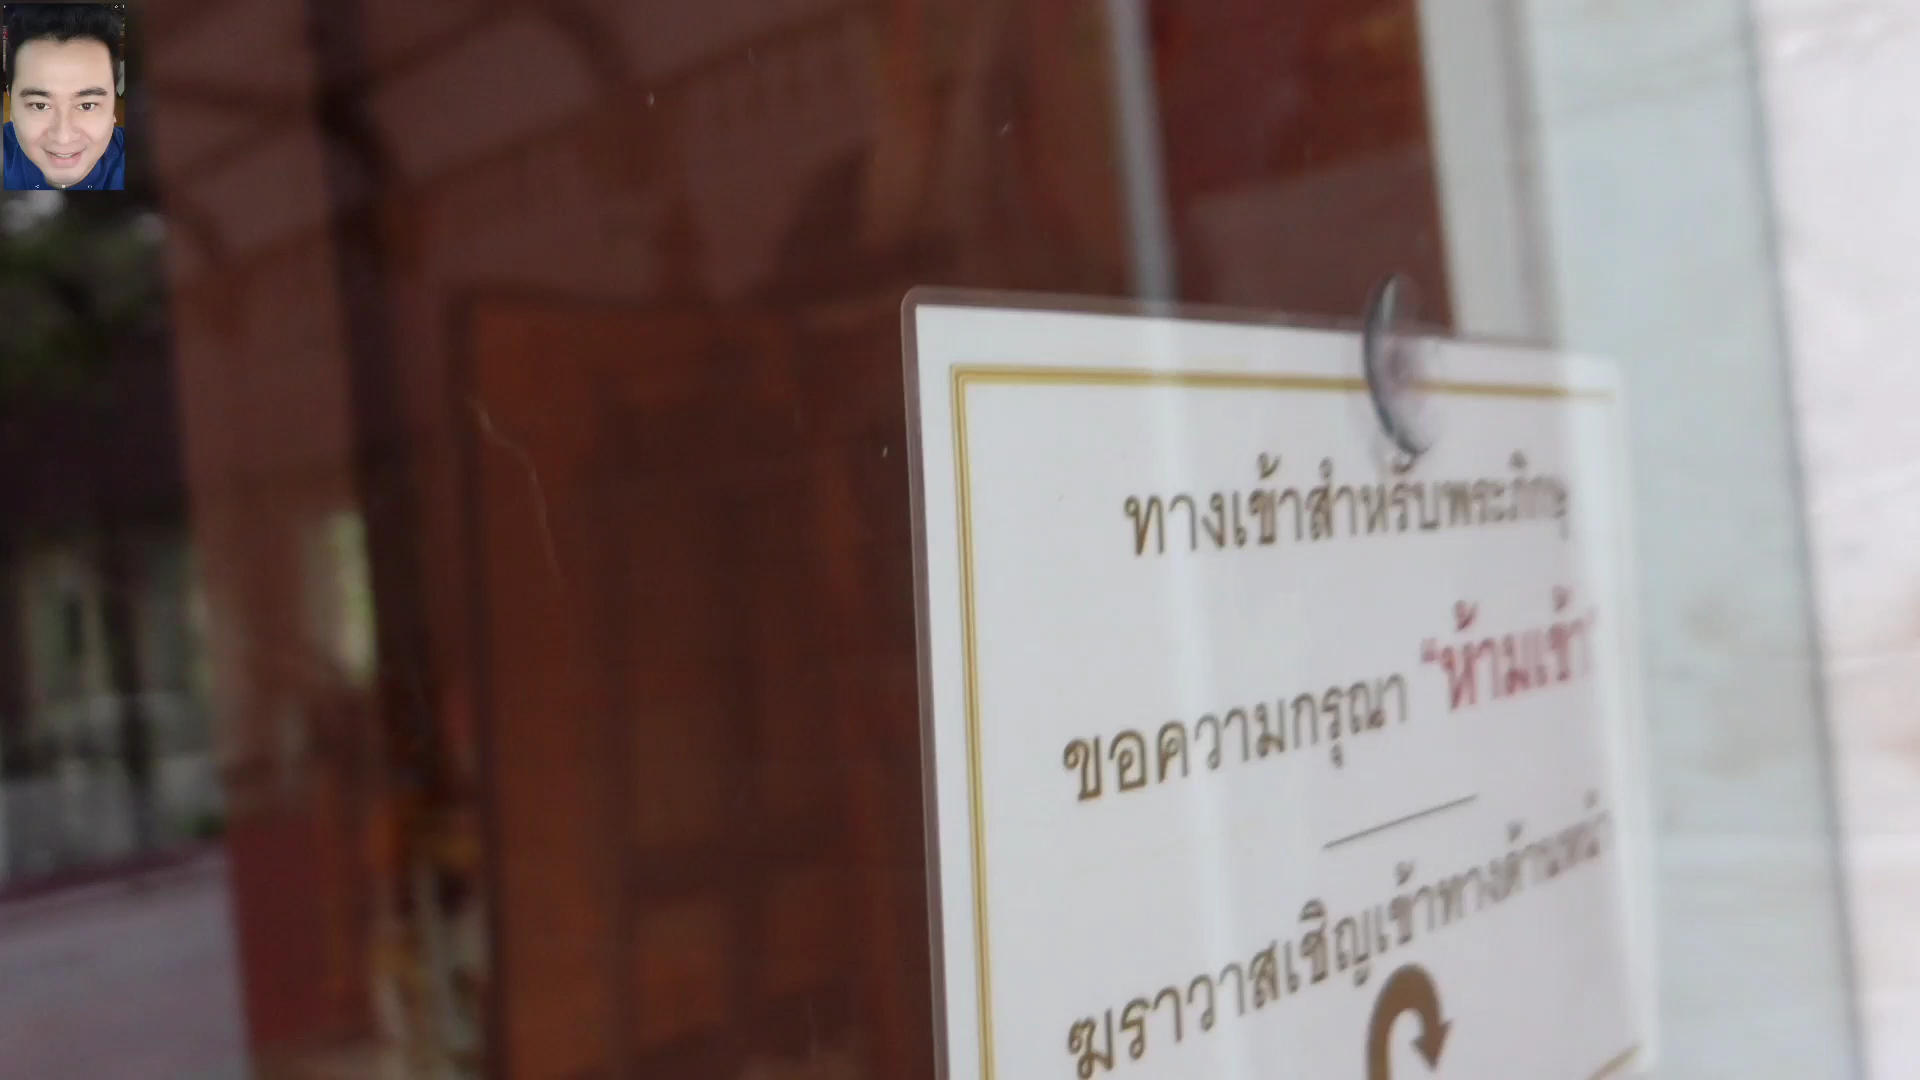 ทางเข้าสำหรับพระภิกษุ
ขอความกรุณา "ห้ามเข้า"
ฆราวาสเชิญเข้าทางด้านหน้า